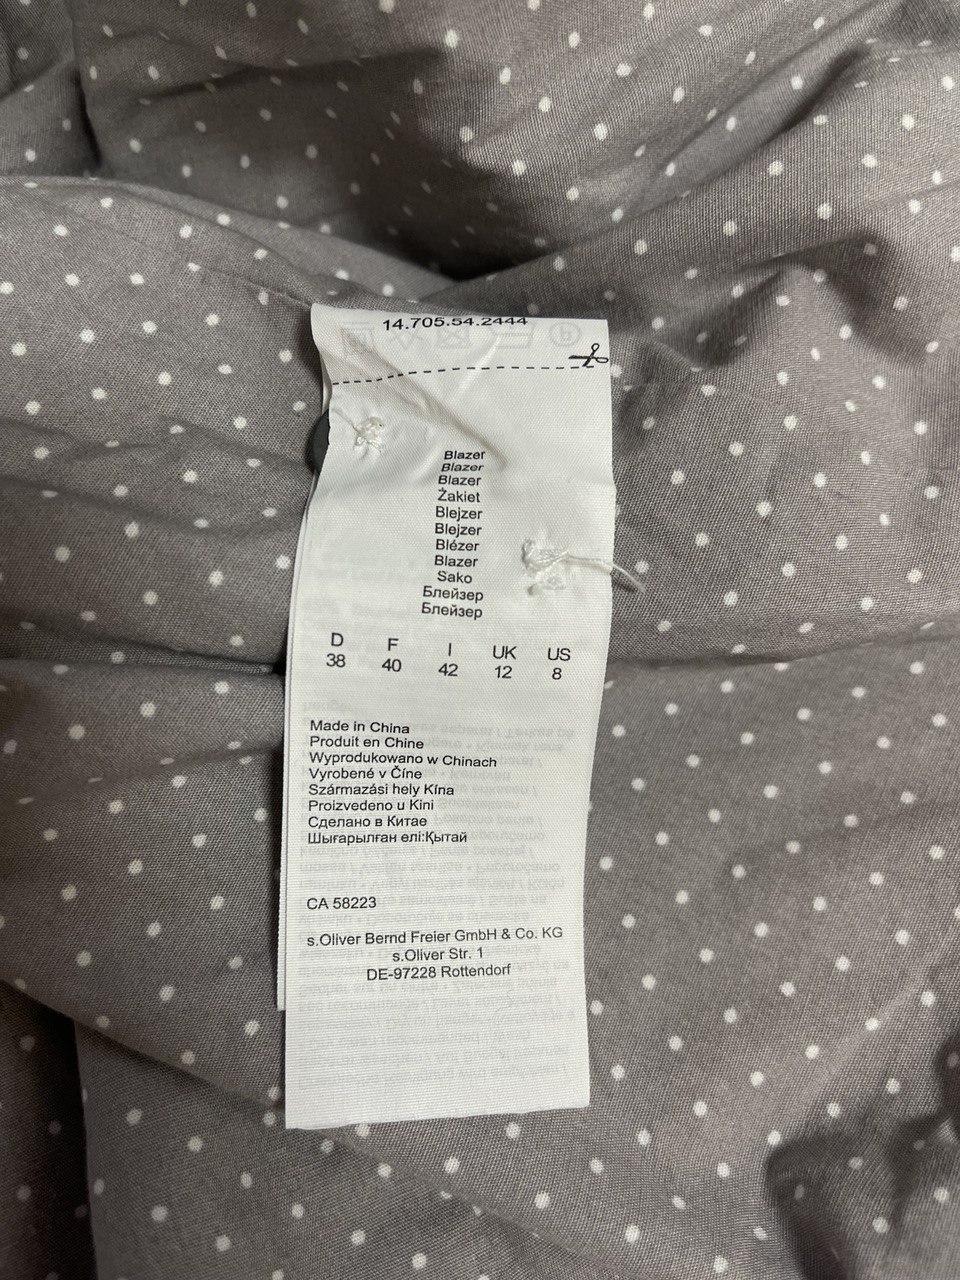 14.705.54.2444
Blazer
Blazer
Blazer
Żakiet
Blejzer
Blejzer
Blézer
Blazer
Sako
Блейзер
Блейзер
D F I UK US
38 40 42 12 8
Made in China
Produit en Chine
Wyprodukowano w Chinach
Vyrobené v Číne
Származási hely Kína
Proizvedeno u Kini
Сделано в Китае
Шығарылған елі:Қытай
CA 58223
s.Oliver Bernd Freier GmbH & Co. KG
s.Oliver Str. 1
DE-97228 Rottendorf